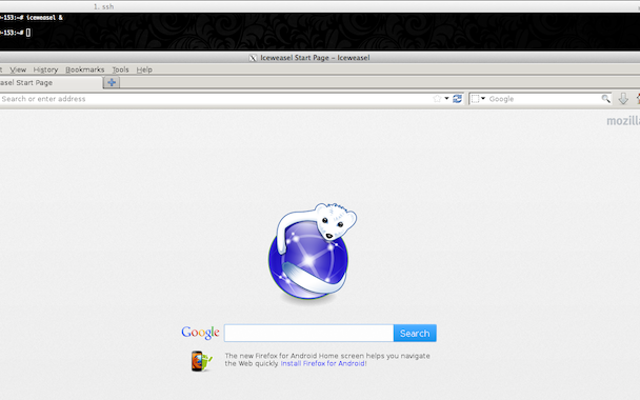 1. ssh
-153:~# iceweasel &
-153:~#
Iceweasel Start Page - Iceweasel
View History Bookmarks Tools Help
easel Start Page
Search or enter address Google
mozilla
Google Search
The new Firefox for Android Home screen helps you navigate
the Web quickly Install Firefox for Android!